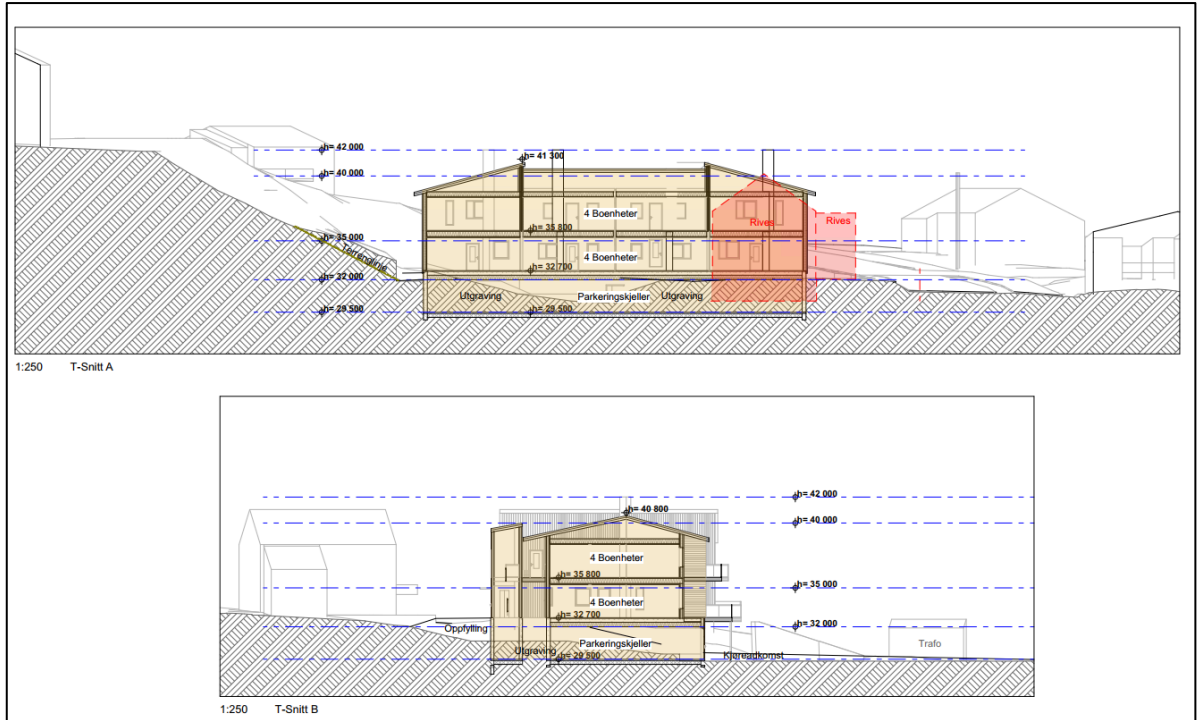 h= 42 000
h= 41 300
h= 40 000
4 Boenheter
Rives
Rives
h= 35 800
h= 35 000
Terrenglinje
4 Boenheter
h= 32 700
h= 32 000
Utgraving
Parkeringskjeller
Utgraving
h= 29 500
h= 29 500
1:250 T-Snitt A
h= 42 000
h= 40 800
h= 40 000
4 Boenheter
h= 35 800
h= 35 000
4 Boenheter
h= 32 700
h= 32 000
Oppfylling
Parkeringskjeller
Trafo
Utgraving
Kjøreadkomst
h= 29 500
1:250 T-Snitt B